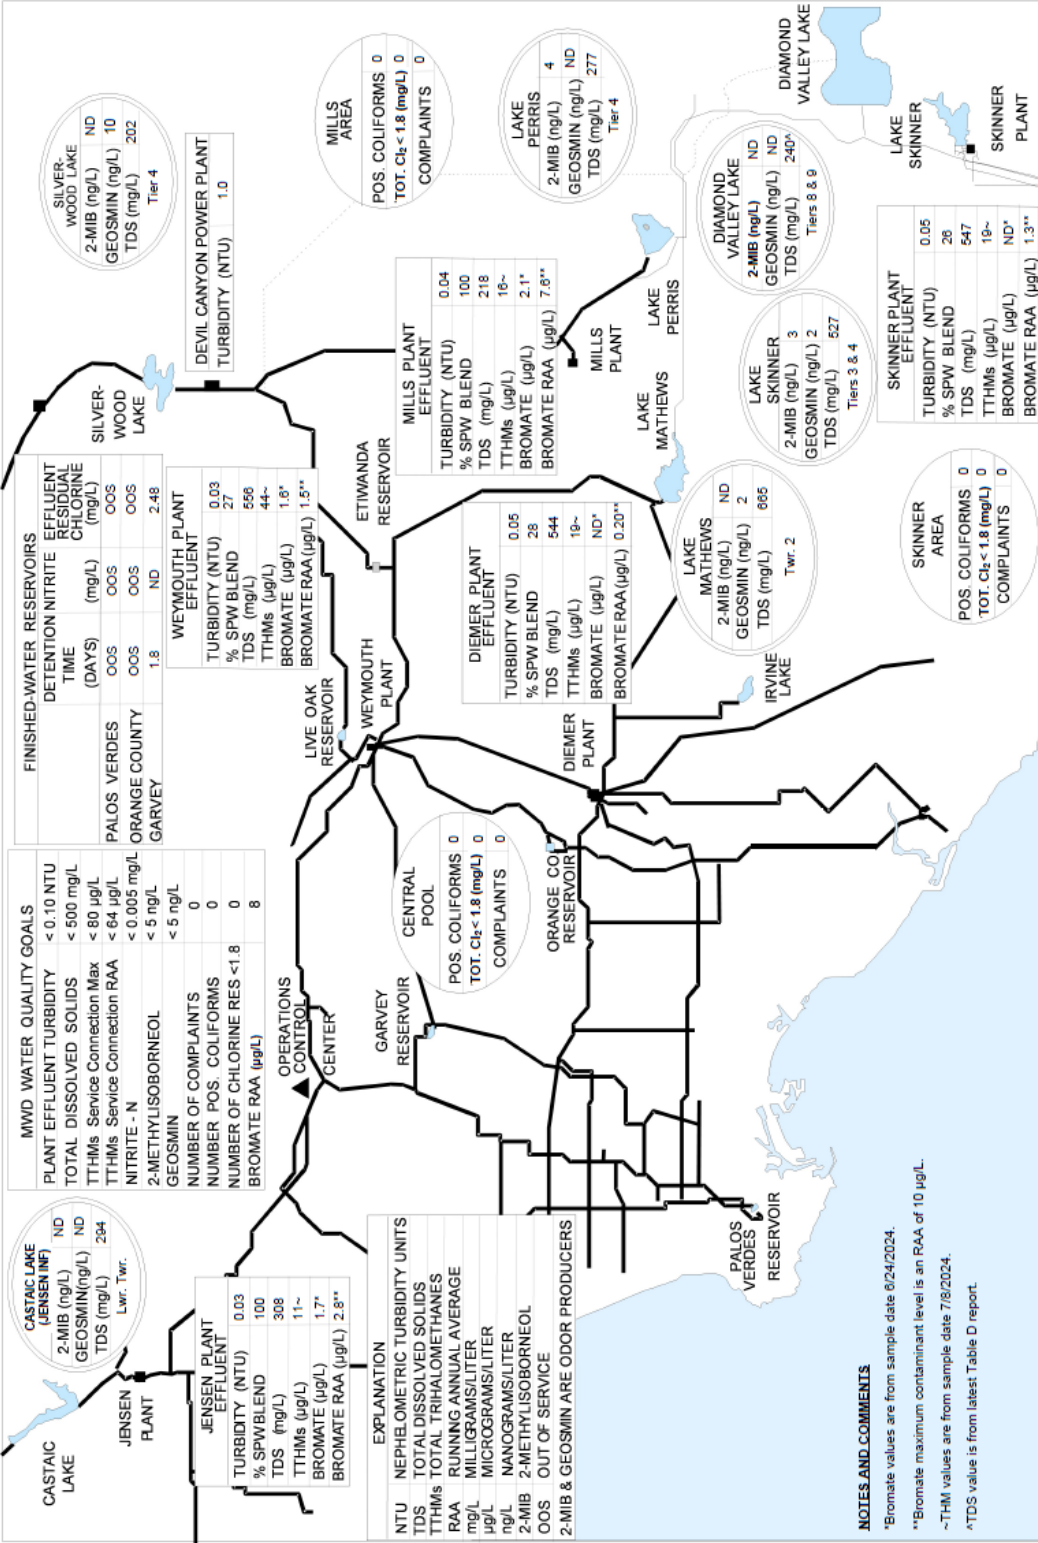 CASTAIC LAKE
(JENSEN INF)
2-MIB (ng/L) ND
GEOSMIN(ng/L) ND
TDS (mg/L) 294
Lwr. Twr.
CASTAIC
LAKE
JENSEN
PLANT
JENSEN PLANT
EFFLUENT
TURBIDITY (NTU) 0.03
% SPW BLEND 100
TDS (mg/L) 308
TTHMs (µg/L) 11~
BROMATE (µg/L) 1.7*
BROMATE RAA (µg/L) 2.8**
MWD WATER QUALITY GOALS
PLANT EFFLUENT TURBIDITY < 0.10 NTU
TOTAL DISSOLVED SOLIDS < 500 mg/L
TTHMs Service Connection Max < 80 µg/L
TTHMs Service Connection RAA < 64 µg/L
NITRITE - N < 0.005 mg/L
2-METHYLISOBORNEOL < 5 ng/L
GEOSMIN < 5 ng/L
NUMBER OF COMPLAINTS 0
NUMBER POS. COLIFORMS 0
NUMBER OF CHLORINE RES <1.8 0
BROMATE RAA (µg/L) 8
FINISHED-WATER RESERVOIRS
DETENTION TIME (DAYS) NITRITE (mg/L) EFFLUENT RESIDUAL CHLORINE (mg/L)
PALOS VERDES OOS OOS OOS
ORANGE COUNTY OOS OOS OOS
GARVEY 1.8 ND 2.48
WEYMOUTH PLANT
EFFLUENT
TURBIDITY (NTU) 0.03
% SPW BLEND 27
TDS (mg/L) 556
TTHMs (µg/L) 44~
BROMATE (µg/L) 1.6*
BROMATE RAA (µg/L) 1.5**
SILVER-
WOOD
LAKE
SILVER-
WOOD LAKE
2-MIB (ng/L) ND
GEOSMIN (ng/L) 10
TDS (mg/L) 202
Tier 4
DEVIL CANYON POWER PLANT
TURBIDITY (NTU) 1.0
OPERATIONS
CONTROL
CENTER
LIVE OAK
RESERVOIR
WEYMOUTH
PLANT
ETIWANDA
RESERVOIR
MILLS
AREA
POS. COLIFORMS 0
TOT. Cl₂ < 1.8 (mg/L) 0
COMPLAINTS 0
GARVEY
RESERVOIR
CENTRAL
POOL
POS. COLIFORMS 0
TOT. Cl₂ < 1.8 (mg/L) 0
COMPLAINTS 0
MILLS PLANT
EFFLUENT
TURBIDITY (NTU) 0.04
% SPW BLEND 100
TDS (mg/L) 218
TTHMs (µg/L) 16~
BROMATE (µg/L) 2.1*
BROMATE RAA (µg/L) 7.6**
EXPLANATION
NTU NEPHELOMETRIC TURBIDITY UNITS
TDS TOTAL DISSOLVED SOLIDS
TTHMs TOTAL TRIHALOMETHANES
RAA RUNNING ANNUAL AVERAGE
mg/L MILLIGRAMS/LITER
µg/L MICROGRAMS/LITER
ng/L NANOGRAMS/LITER
2-MIB 2-METHYLISOBORNEOL
OOS OUT OF SERVICE
2-MIB & GEOSMIN ARE ODOR PRODUCERS
ORANGE CO
RESERVOIR
DIEMER
PLANT
DIEMER PLANT
EFFLUENT
TURBIDITY (NTU) 0.05
% SPW BLEND 28
TDS (mg/L) 544
TTHMs (µg/L) 19~
BROMATE (µg/L) ND*
BROMATE RAA (µg/L) 0.20**
LAKE
PERRIS
2-MIB (ng/L) 4
GEOSMIN (ng/L) ND
TDS (mg/L) 277
Tier 4
MILLS
PLANT
LAKE
PERRIS
LAKE
MATHEWS
LAKE
MATHEWS
2-MIB (ng/L) ND
GEOSMIN (ng/L) 2
TDS (mg/L) 665
Twr. 2
DIAMOND
VALLEY LAKE
2-MIB (ng/L) ND
GEOSMIN (ng/L) ND
TDS (mg/L) 240^
Tiers 8 & 9
DIAMOND
VALLEY LAKE
PALOS
VERDES
RESERVOIR
IRVINE
LAKE
LAKE
SKINNER
2-MIB (ng/L) 3
GEOSMIN (ng/L) 2
TDS (mg/L) 527
Tiers 3 & 4
LAKE
SKINNER
SKINNER
PLANT
SKINNER PLANT
EFFLUENT
TURBIDITY (NTU) 0.05
% SPW BLEND 26
TDS (mg/L) 547
TTHMs (µg/L) 19~
BROMATE (µg/L) ND*
BROMATE RAA (µg/L) 1.3**
SKINNER
AREA
POS. COLIFORMS 0
TOT. Cl₂ < 1.8 (mg/L) 0
COMPLAINTS 0
NOTES AND COMMENTS
*Bromate values are from sample date 6/24/2024.
**Bromate maximum contaminant level is an RAA of 10 µg/L.
~THM values are from sample date 7/8/2024.
^TDS value is from latest Table D report.